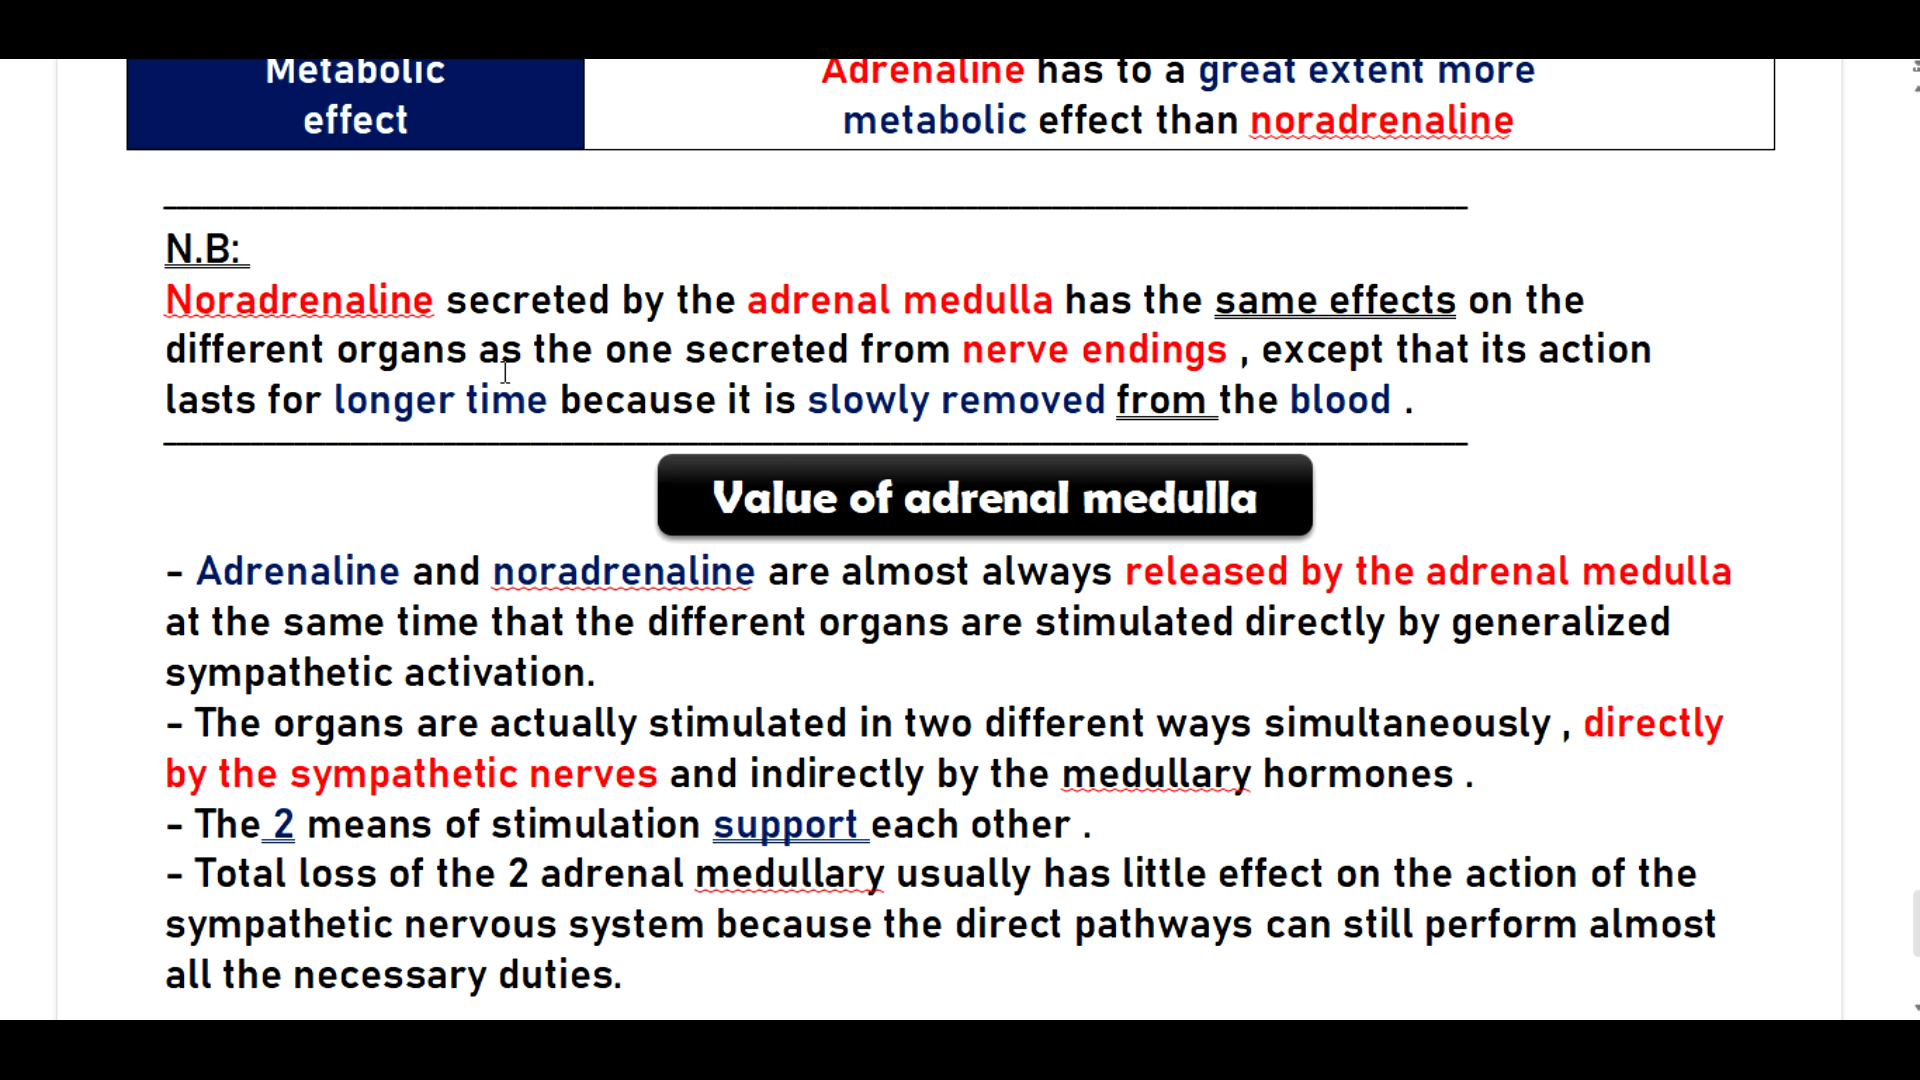 Metabolic
effect
Adrenaline has to a great extent more
metabolic effect than noradrenaline
N.B:
Noradrenaline secreted by the adrenal medulla has the same effects on the
different organs as the one secreted from nerve endings , except that its action
lasts for longer time because it is slowly removed from the blood .
Value of adrenal medulla
- Adrenaline and noradrenaline are almost always released by the adrenal medulla
at the same time that the different organs are stimulated directly by generalized
sympathetic activation.
- The organs are actually stimulated in two different ways simultaneously , directly
by the sympathetic nerves and indirectly by the medullary hormones .
- The 2 means of stimulation support each other .
- Total loss of the 2 adrenal medullary usually has little effect on the action of the
sympathetic nervous system because the direct pathways can still perform almost
all the necessary duties.